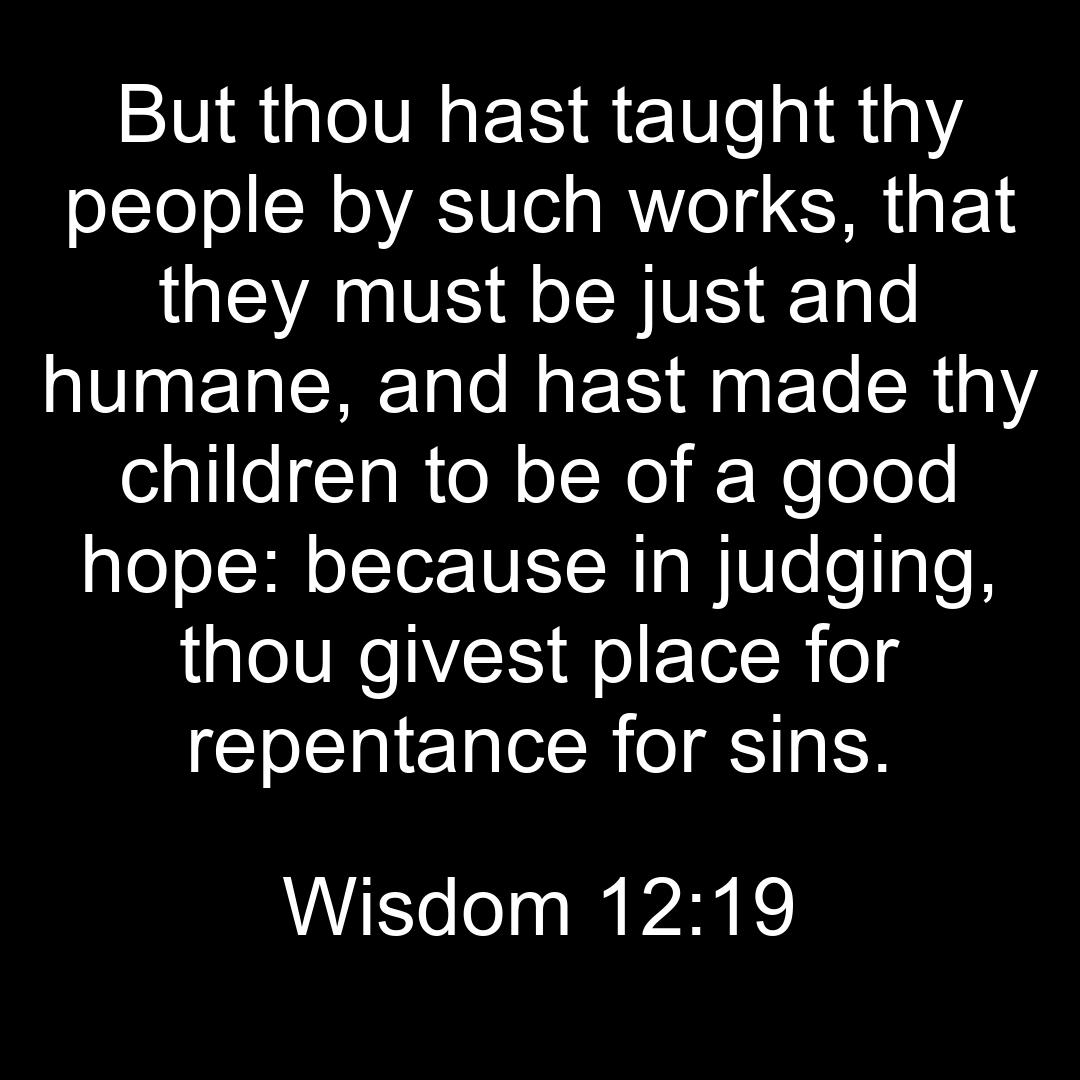 But thou hast taught thy
people by such works, that
they must be just and
humane, and hast made thy
children to be of a good
hope: because in judging,
thou givest place for
repentance for sins.
Wisdom 12:19